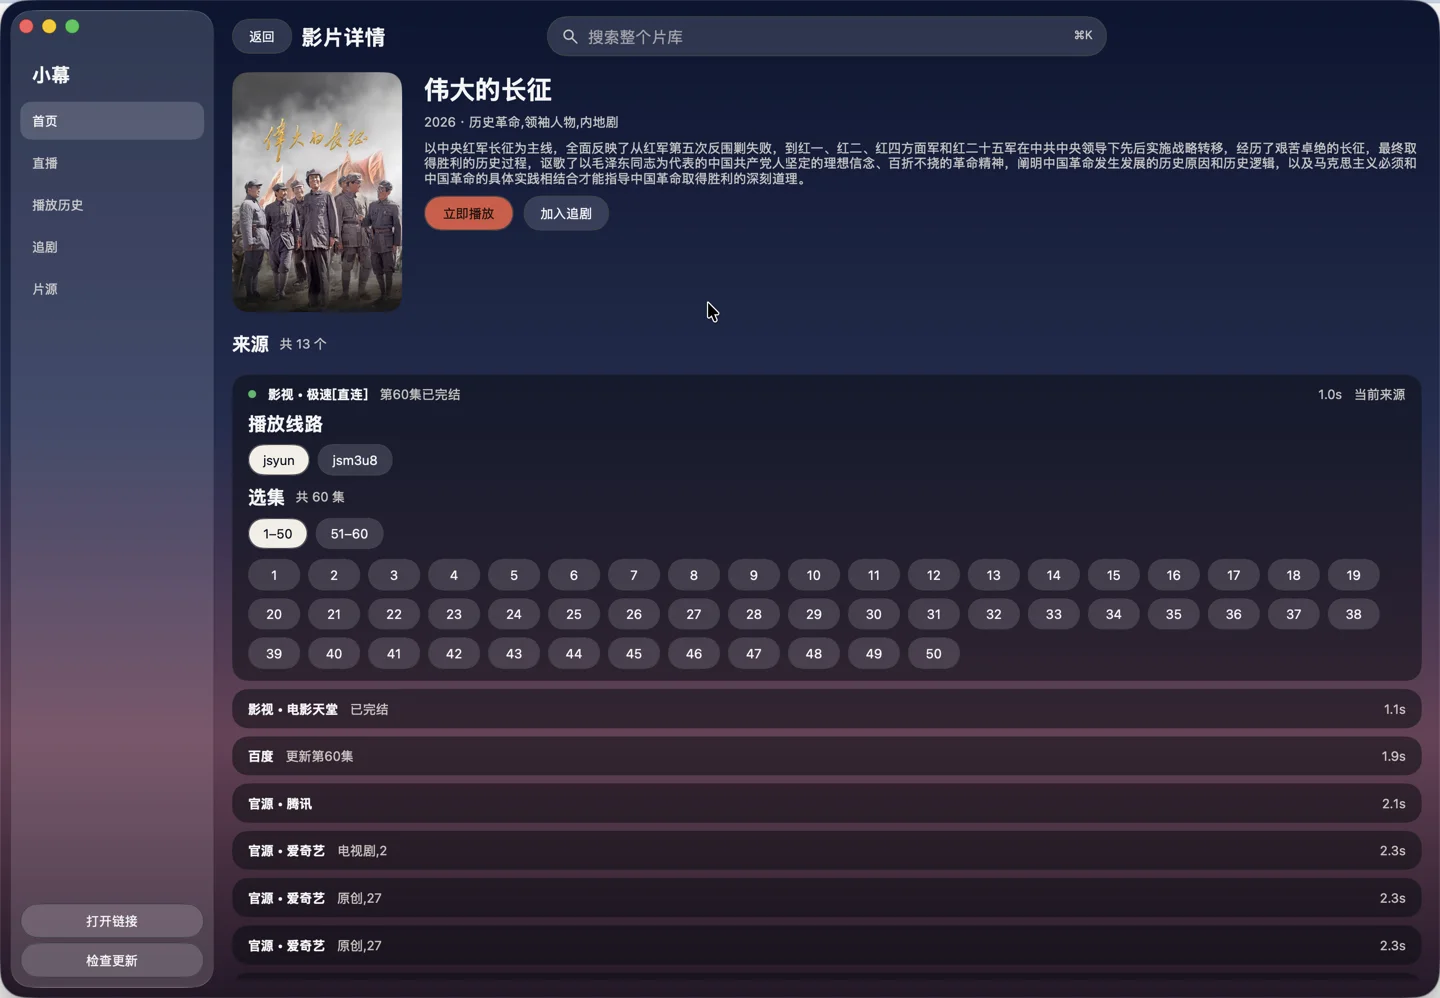 小幕
首页
直播
播放历史
追剧
片源
打开链接
检查更新
返回
影片详情
搜索整个片库
⌘K
伟大的长征
伟大的长征
2026 · 历史革命,领袖人物,内地剧
以中央红军长征为主线，全面反映了从红军第五次反围剿失败，到红一、红二、红四方面军和红二十五军在中共中央领导下先后实施战略转移，经历了艰苦卓绝的长征，最终取
得胜利的历史过程，讴歌了以毛泽东同志为代表的中国共产党人坚定的理想信念、百折不挠的革命精神，阐明中国革命发生发展的历史原因和历史逻辑，以及马克思主义必须和
中国革命的具体实践相结合才能指导中国革命取得胜利的深刻道理。
立即播放
加入追剧
来源 共 13 个
影视 • 极速[直连] 第60集已完结 1.0s 当前来源
播放线路
jsyun jsm3u8
选集 共 60 集
1–50 51–60
1 2 3 4 5 6 7 8 9 10 11 12 13 14 15 16 17 18 19
20 21 22 23 24 25 26 27 28 29 30 31 32 33 34 35 36 37 38
39 40 41 42 43 44 45 46 47 48 49 50
影视 • 电影天堂 已完结 1.1s
百度 更新第60集 1.9s
官源 • 腾讯 2.1s
官源 • 爱奇艺 电视剧,2 2.3s
官源 • 爱奇艺 原创,27 2.3s
官源 • 爱奇艺 原创,27 2.3s